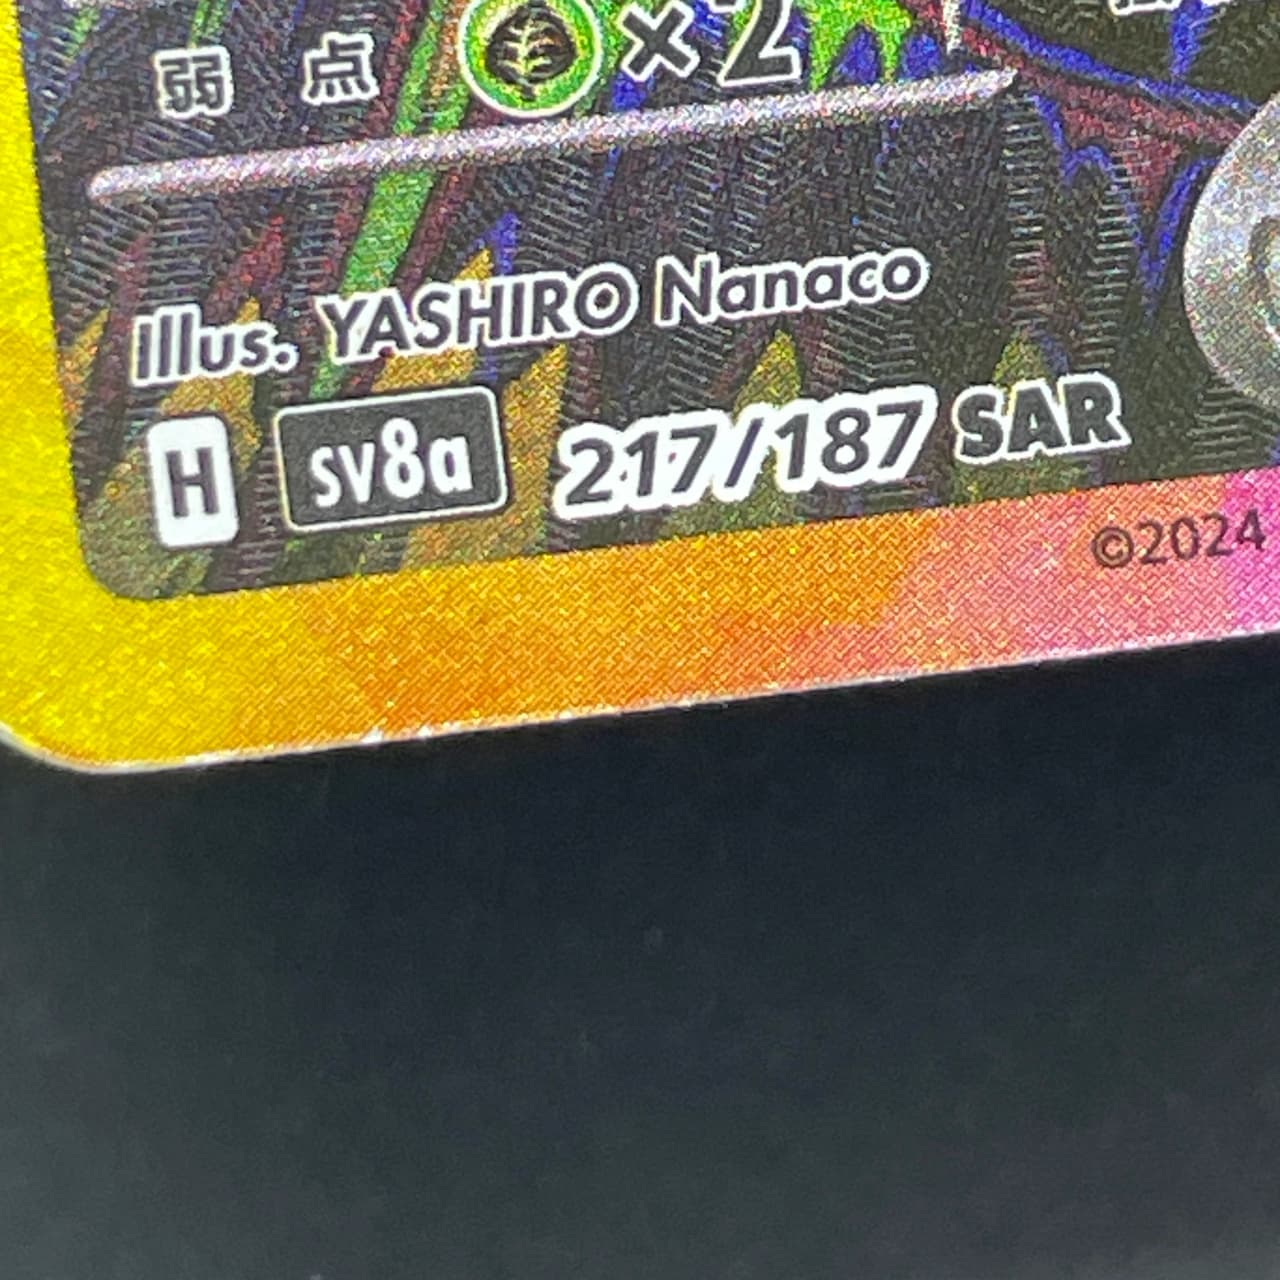 弱点 ×2
Illus. YASHIRO Nanaco
H sv8a 217/187 SAR
©2024